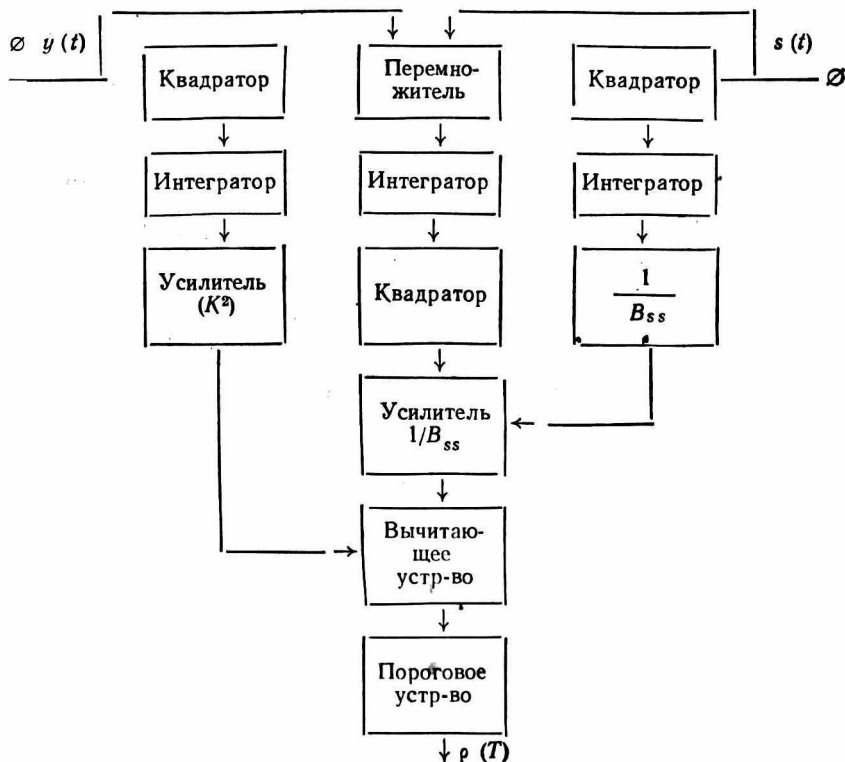 ∅ y (t)
s (t)
∅
Квадратор
Перемно-
житель
Квадратор
Интегратор
Интегратор
Интегратор
Усилитель
(K²)
Квадратор
1
B_ss
Усилитель
1/B_ss
Вычитаю-
щее
устр-во
Пороговое
устр-во
ρ (T)